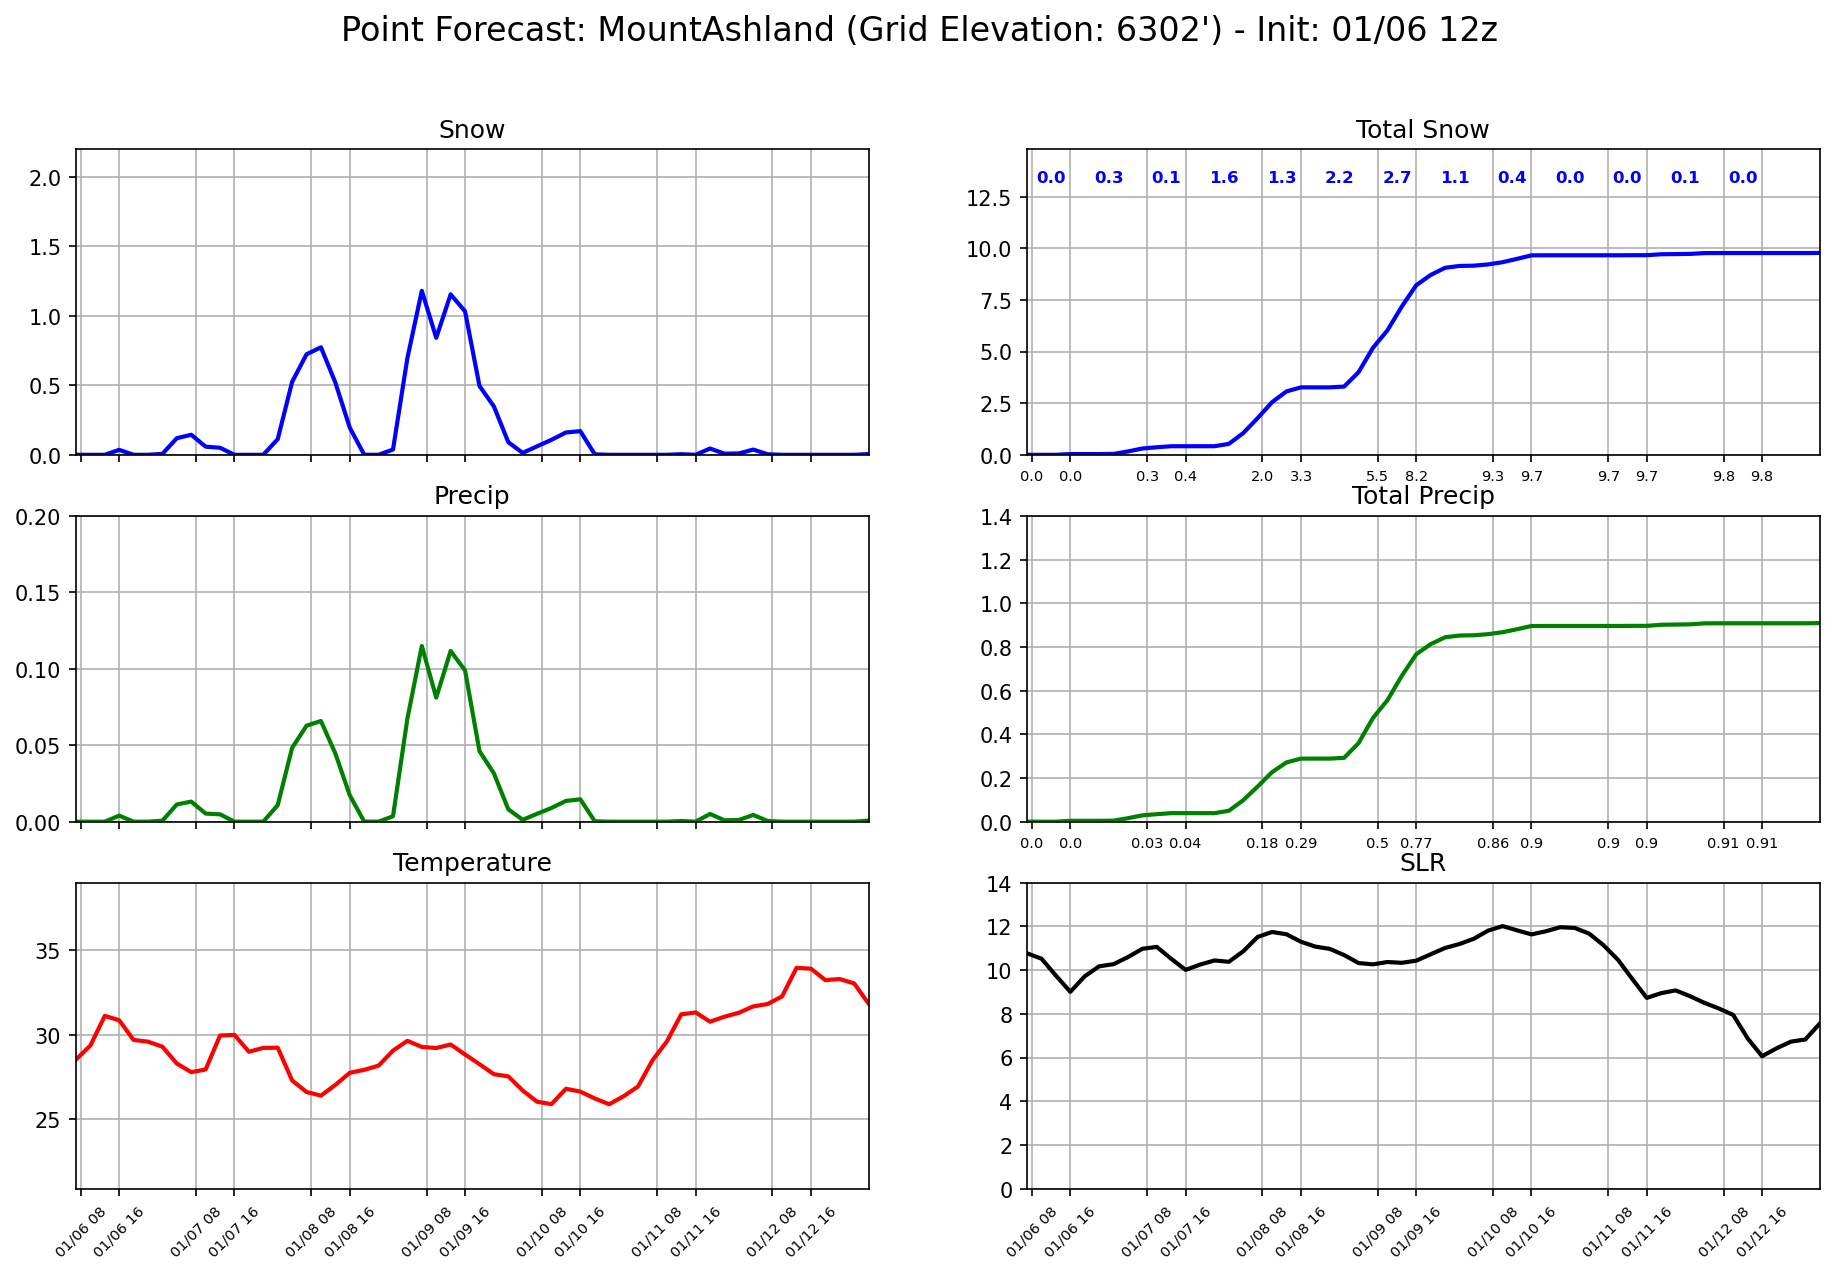 Point Forecast: MountAshland (Grid Elevation: 6302') - Init: 01/06 12z
Snow
2.0
1.5
1.0
0.5
0.0
Total Snow
0.0 0.3 0.1 1.6 1.3 2.2 2.7 1.1 0.4 0.0 0.0 0.1 0.0
12.5
10.0
7.5
5.0
2.5
0.0
0.0 0.0 0.3 0.4 2.0 3.3 5.5 8.2 9.3 9.7 9.7 9.7 9.8 9.8
Precip
0.20
0.15
0.10
0.05
0.00
Total Precip
1.4
1.2
1.0
0.8
0.6
0.4
0.2
0.0
0.0 0.0 0.03 0.04 0.18 0.29 0.5 0.77 0.86 0.9 0.9 0.9 0.91 0.91
Temperature
35
30
25
01/06 08 01/06 16 01/07 08 01/07 16 01/08 08 01/08 16 01/09 08 01/09 16 01/10 08 01/10 16 01/11 08 01/11 16 01/12 08 01/12 16
SLR
14
12
10
8
6
4
2
0
01/06 08 01/06 16 01/07 08 01/07 16 01/08 08 01/08 16 01/09 08 01/09 16 01/10 08 01/10 16 01/11 08 01/11 16 01/12 08 01/12 16